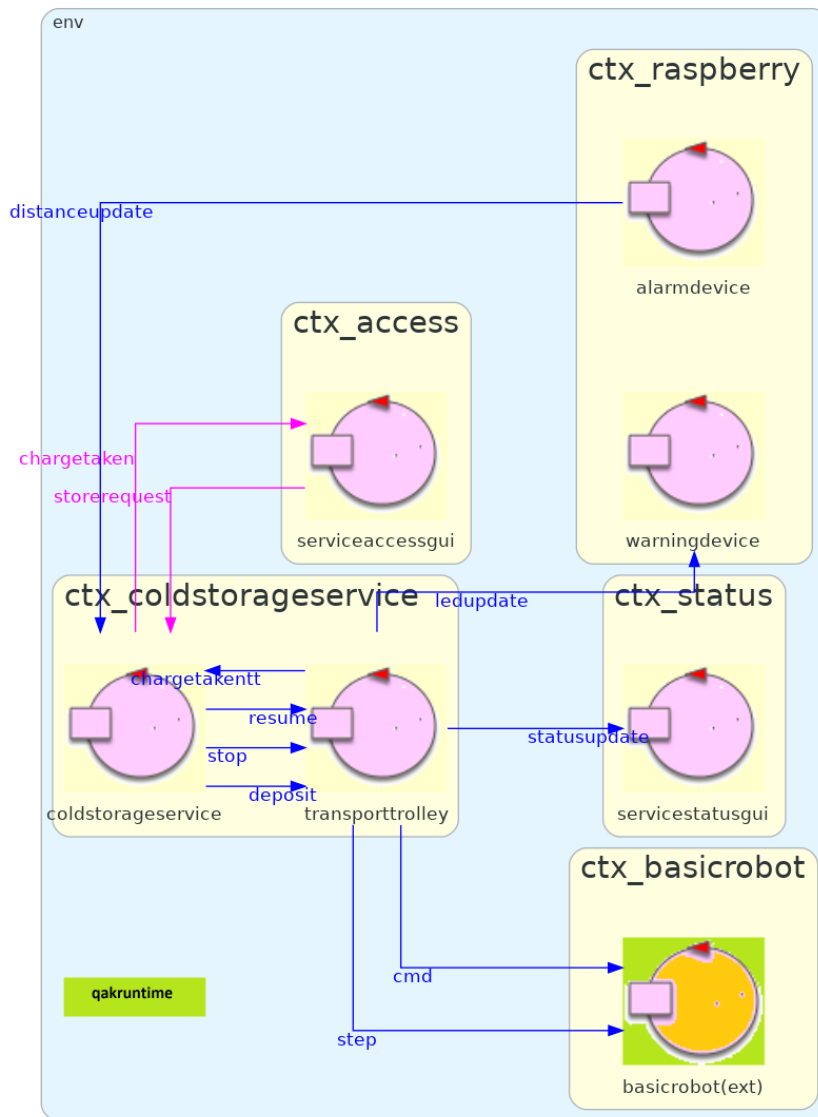 env
ctx_raspberry
distanceupdate
alarmdevice
ctx_access
chargetaken
storerequest
serviceaccessgui
warningdevice
ctx_coldstorageservice
ledupdate
ctx_status
chargetakentt
resume
stop
deposit
statusupdate
coldstorageservice
transporttrolley
servicestatusgui
ctx_basicrobot
cmd
qakruntime
step
basicrobot(ext)